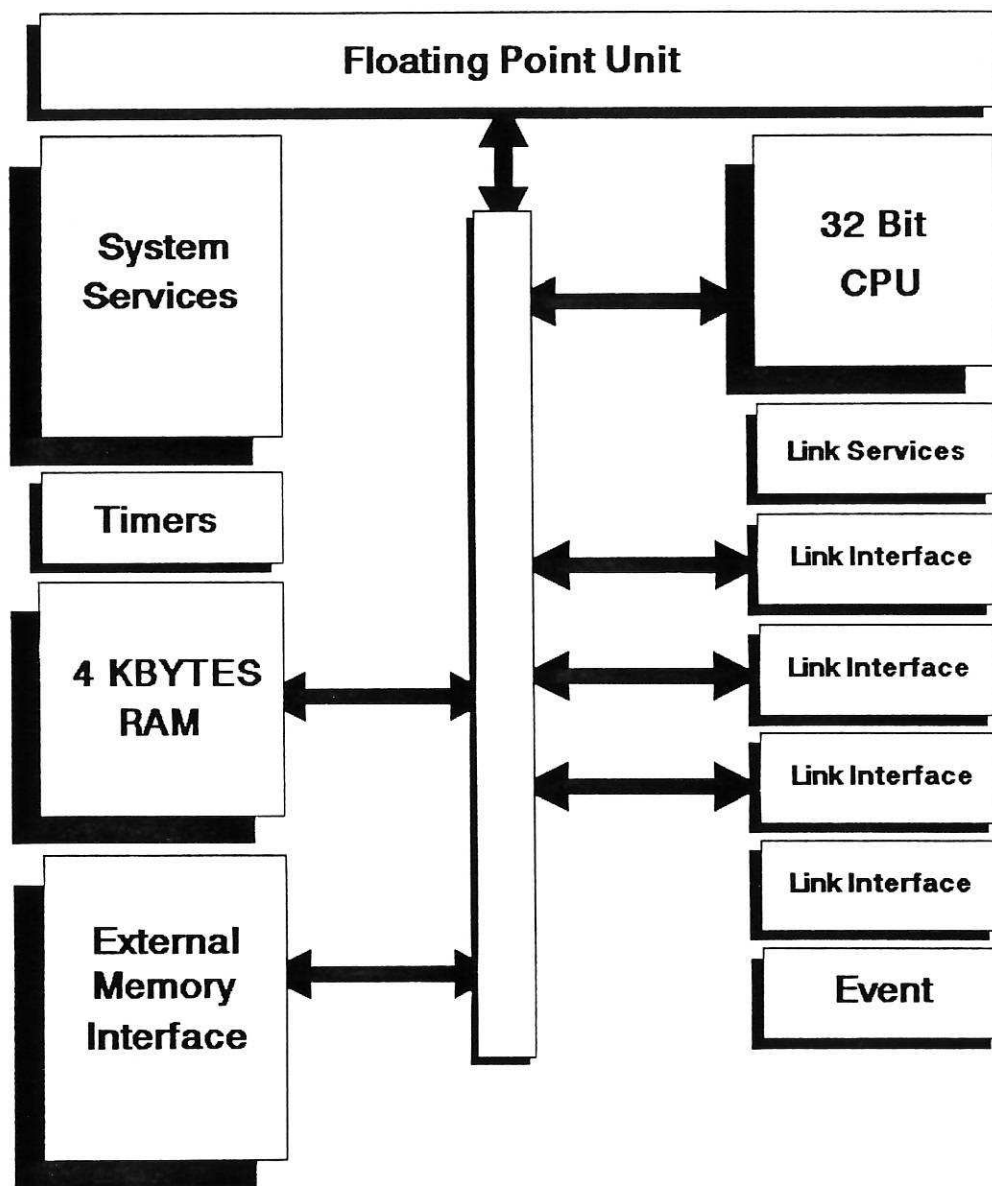 Floating Point Unit
System
Services
32 Bit
CPU
Link Services
Timers
Link Interface
4 KBYTES
RAM
Link Interface
Link Interface
Link Interface
External
Memory
Interface
Event